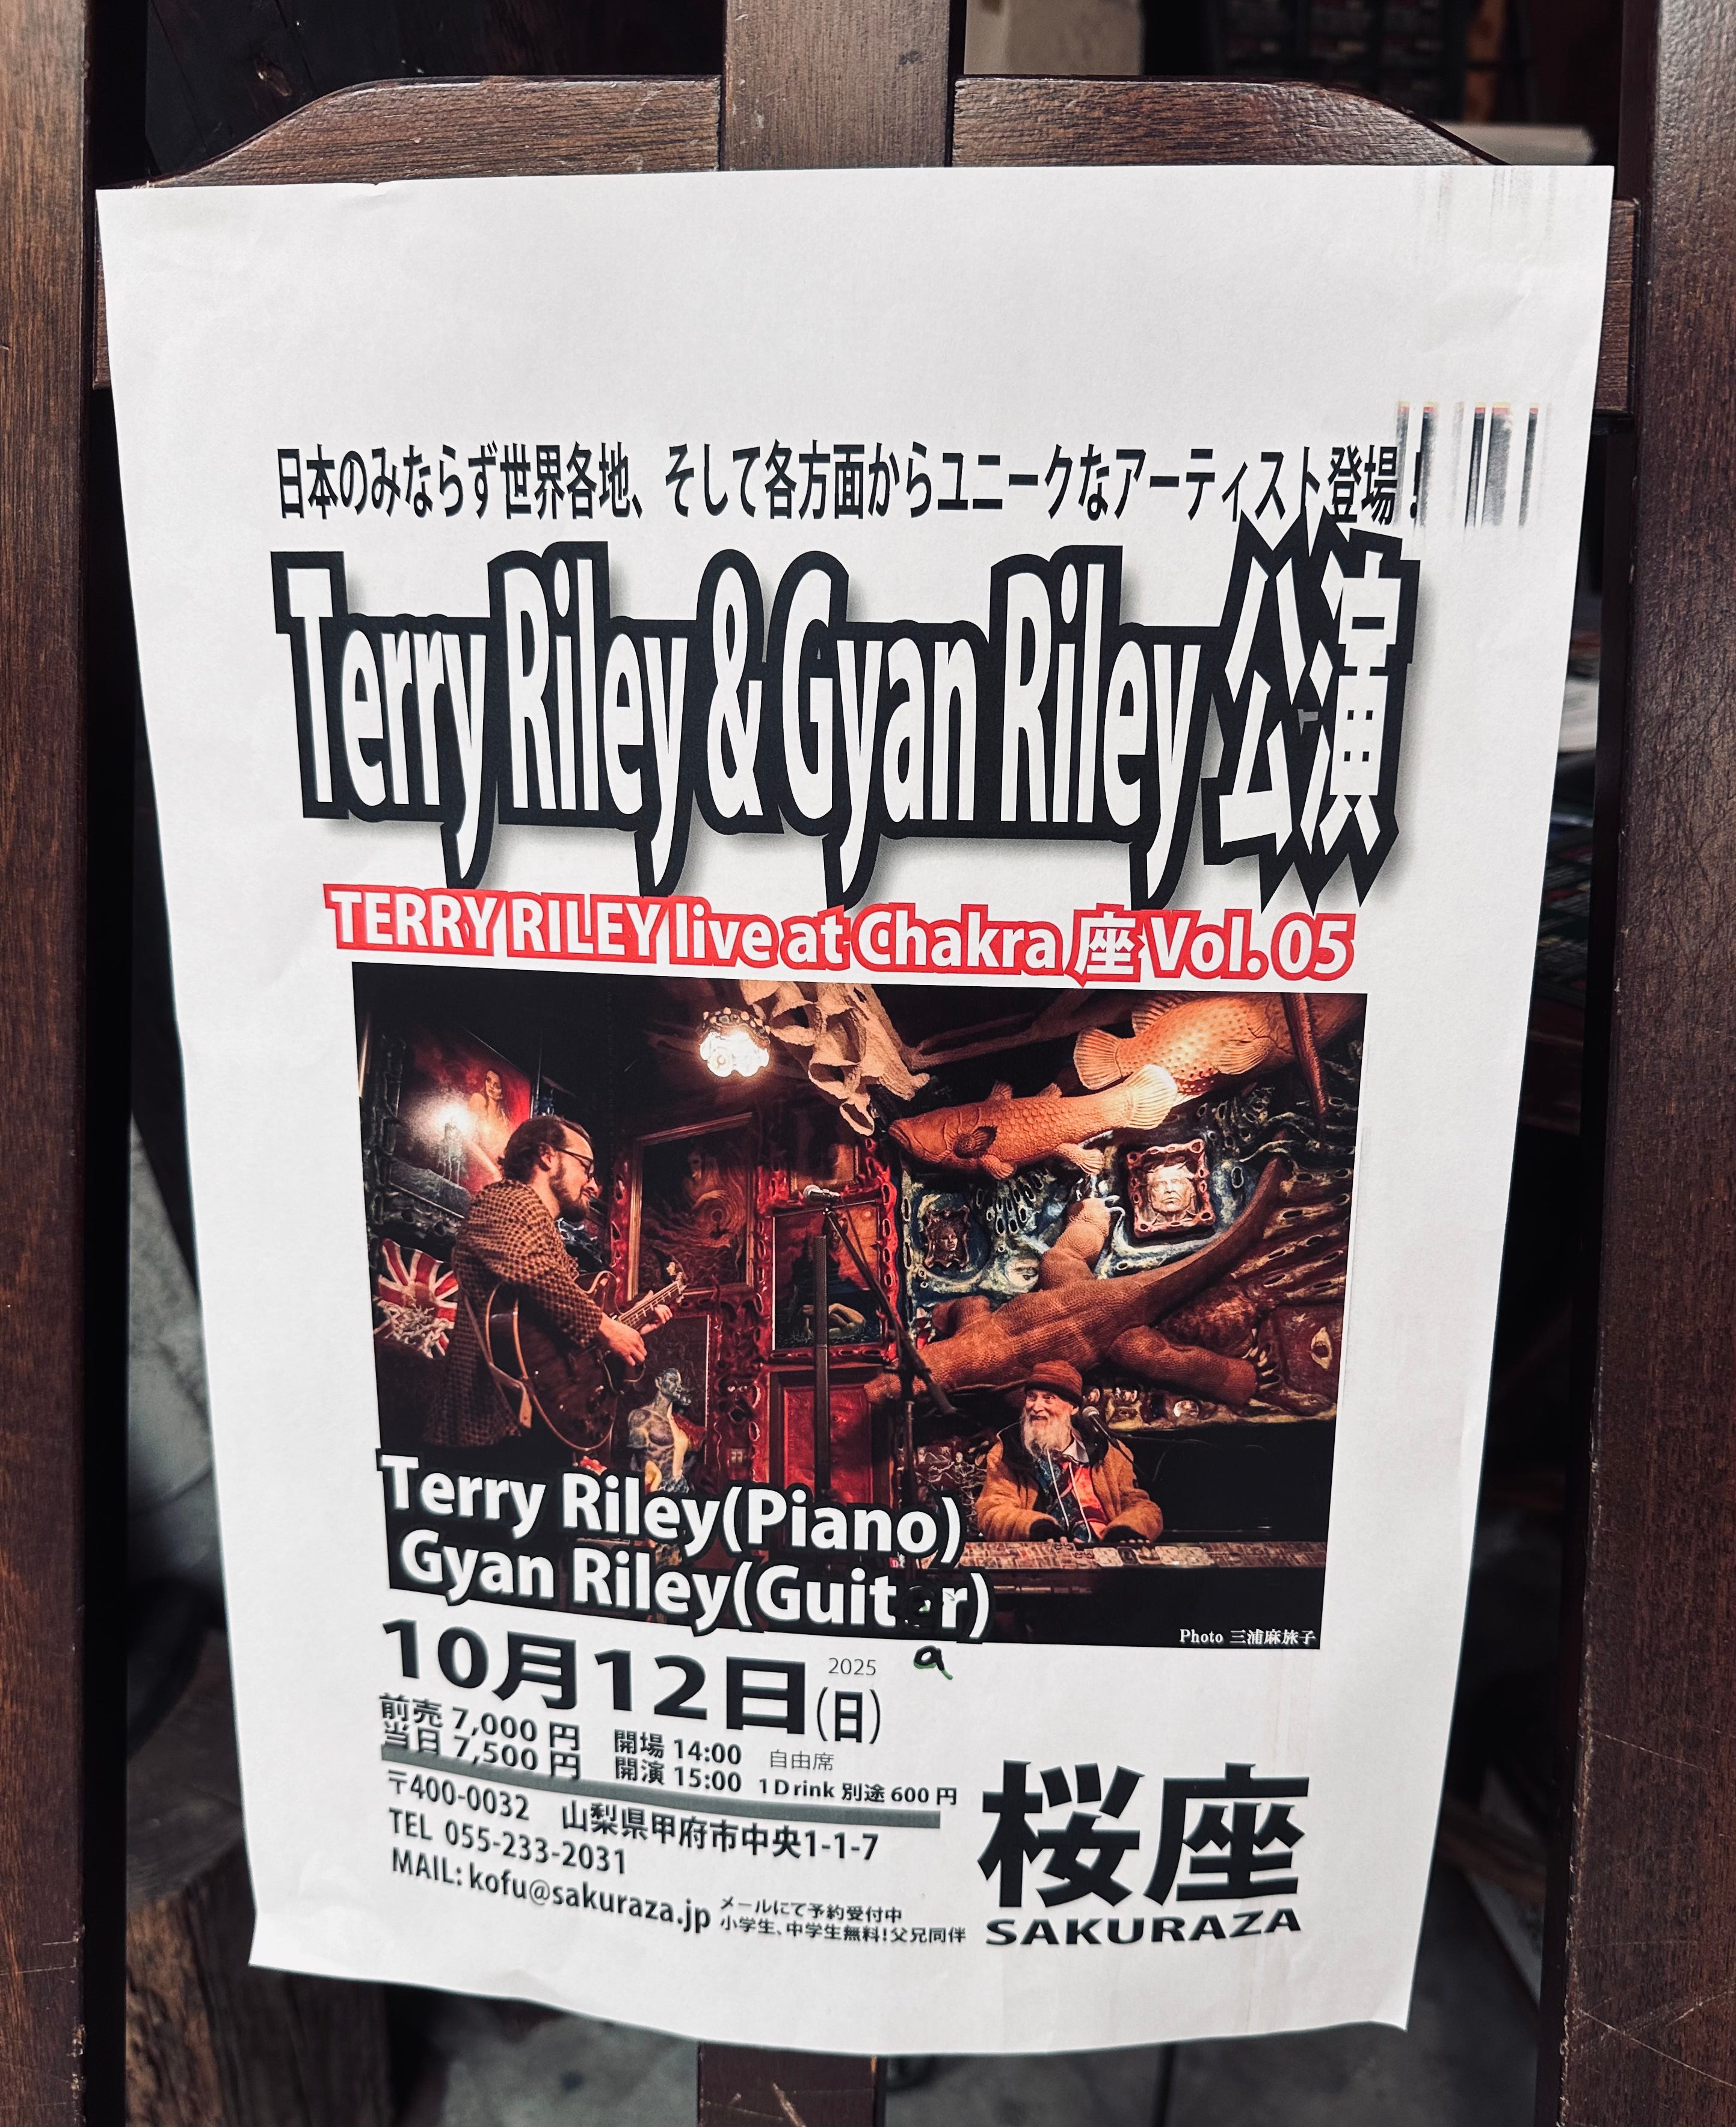 日本のみならず世界各地、そして各方面からユニークなアーティスト登場！
Terry Riley & Gyan Riley 公演
TERRY RILEY live at Chakra 座 Vol. 05
Terry Riley(Piano)
Gyan Riley(Guit r)
a
Photo 三浦麻旅子
10月12日 2025 (日)
前売 7,000 円 開場 14:00 自由席
当日 7,500 円 開演 15:00 1Drink 別途 600 円
〒400-0032 山梨県甲府市中央1-1-7
TEL 055-233-2031
MAIL: kofu@sakuraza.jp メールにて予約受付中
小学生、中学生無料！父兄同伴
桜座
SAKURAZA